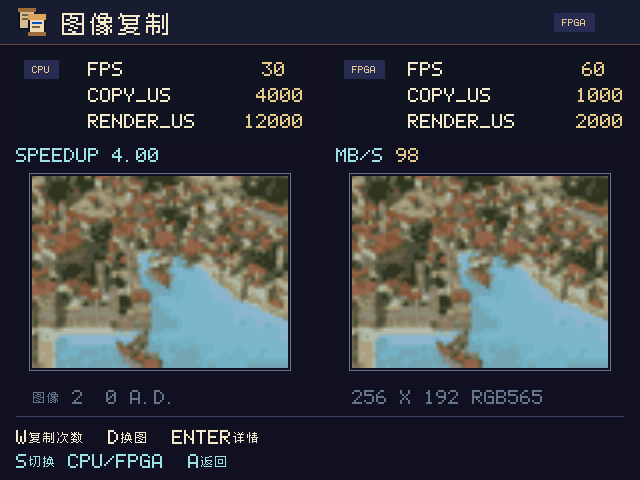 图像复制 FPGA
CPU FPS 30 FPGA FPS 60
COPY_US 4000 COPY_US 1000
RENDER_US 12000 RENDER_US 2000
SPEEDUP 4.00 MB/S 98
图像 2 0 A.D. 256 X 192 RGB565
W复制次数 D换图 ENTER详情
S切换 CPU/FPGA A返回